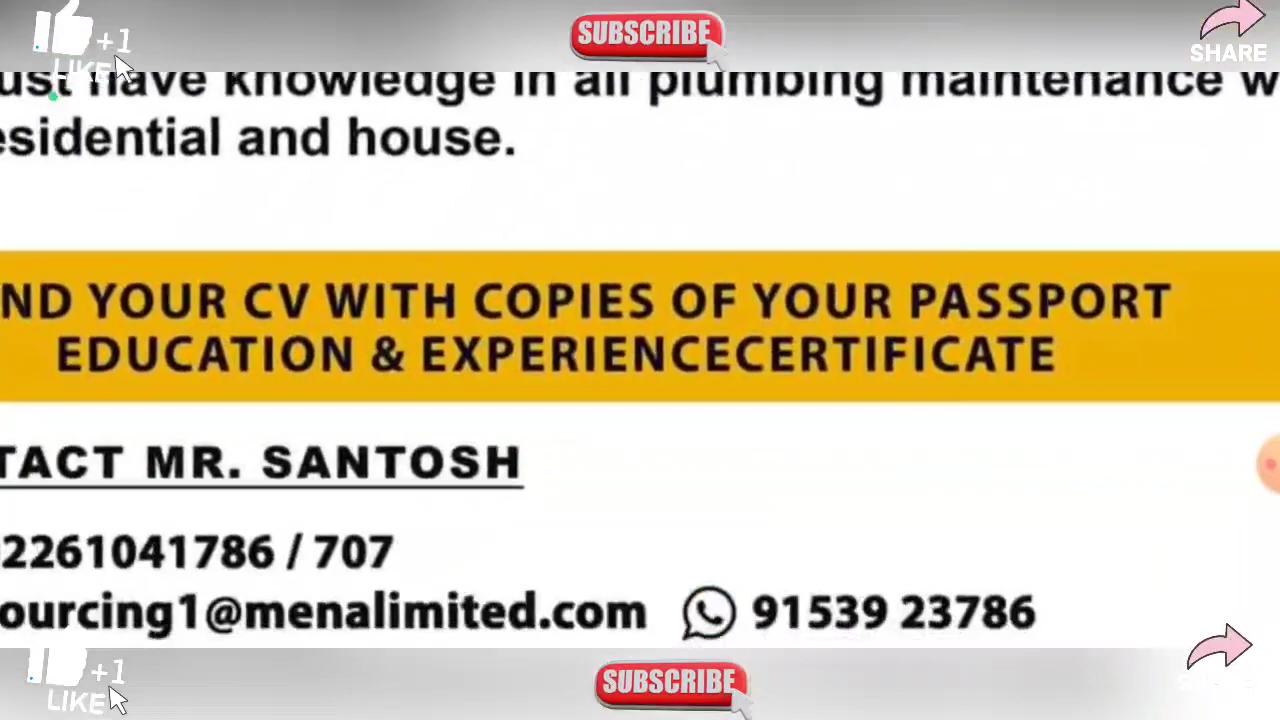 +1
LIKE
SUBSCRIBE
SHARE
ust have knowledge in all plumbing maintenance w
esidential and house.
ND YOUR CV WITH COPIES OF YOUR PASSPORT
EDUCATION & EXPERIENCECERTIFICATE
TACT MR. SANTOSH
02261041786 / 707
ourcing1@menalimited.com 91539 23786
+1
LIKE
SUBSCRIBE